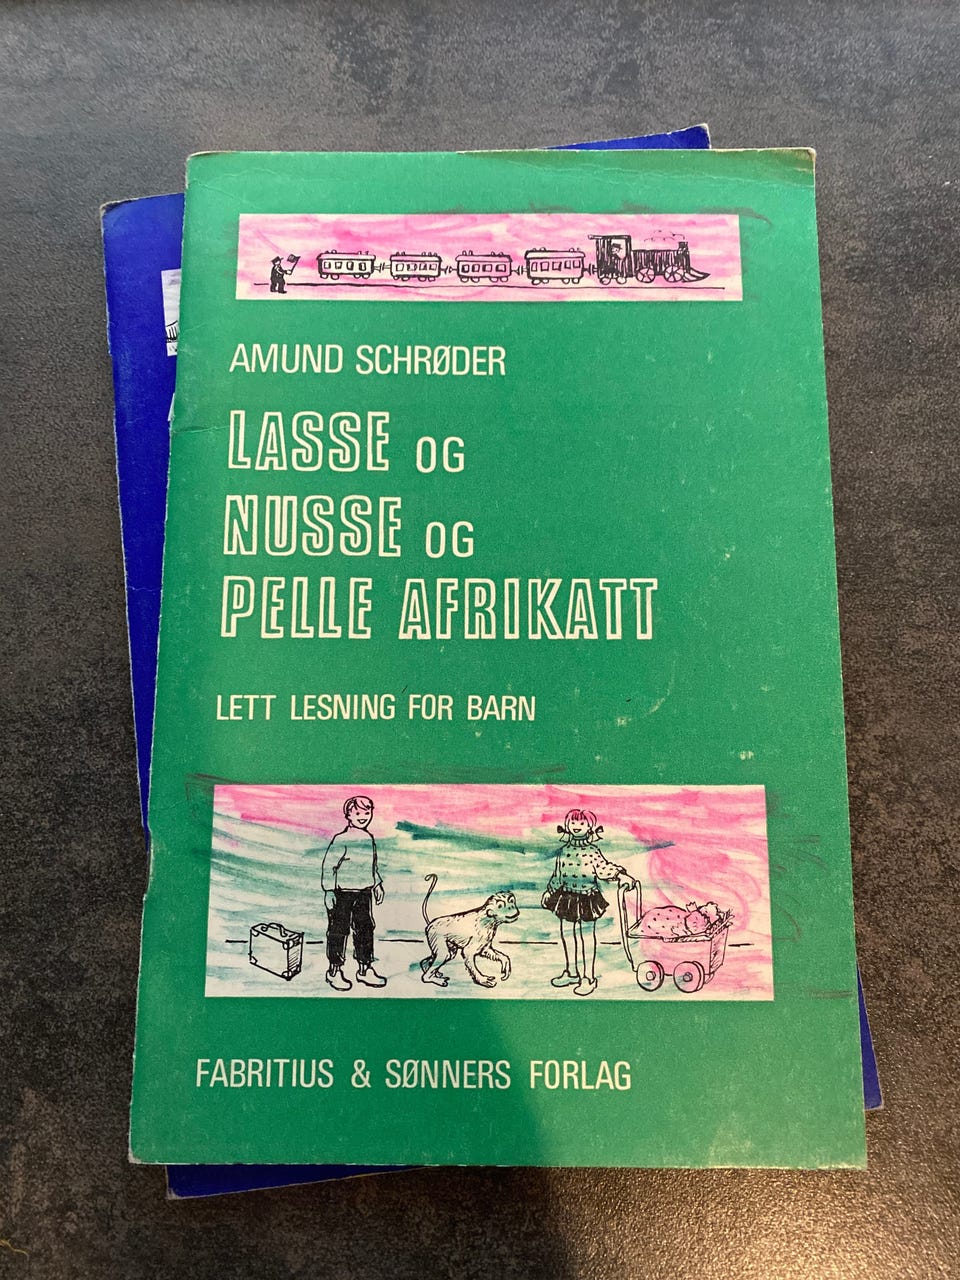 AMUND SCHRØDER
LASSE OG
NUSSE OG
PELLE AFRIKATT
LETT LESNING FOR BARN
FABRITIUS & SØNNERS FORLAG